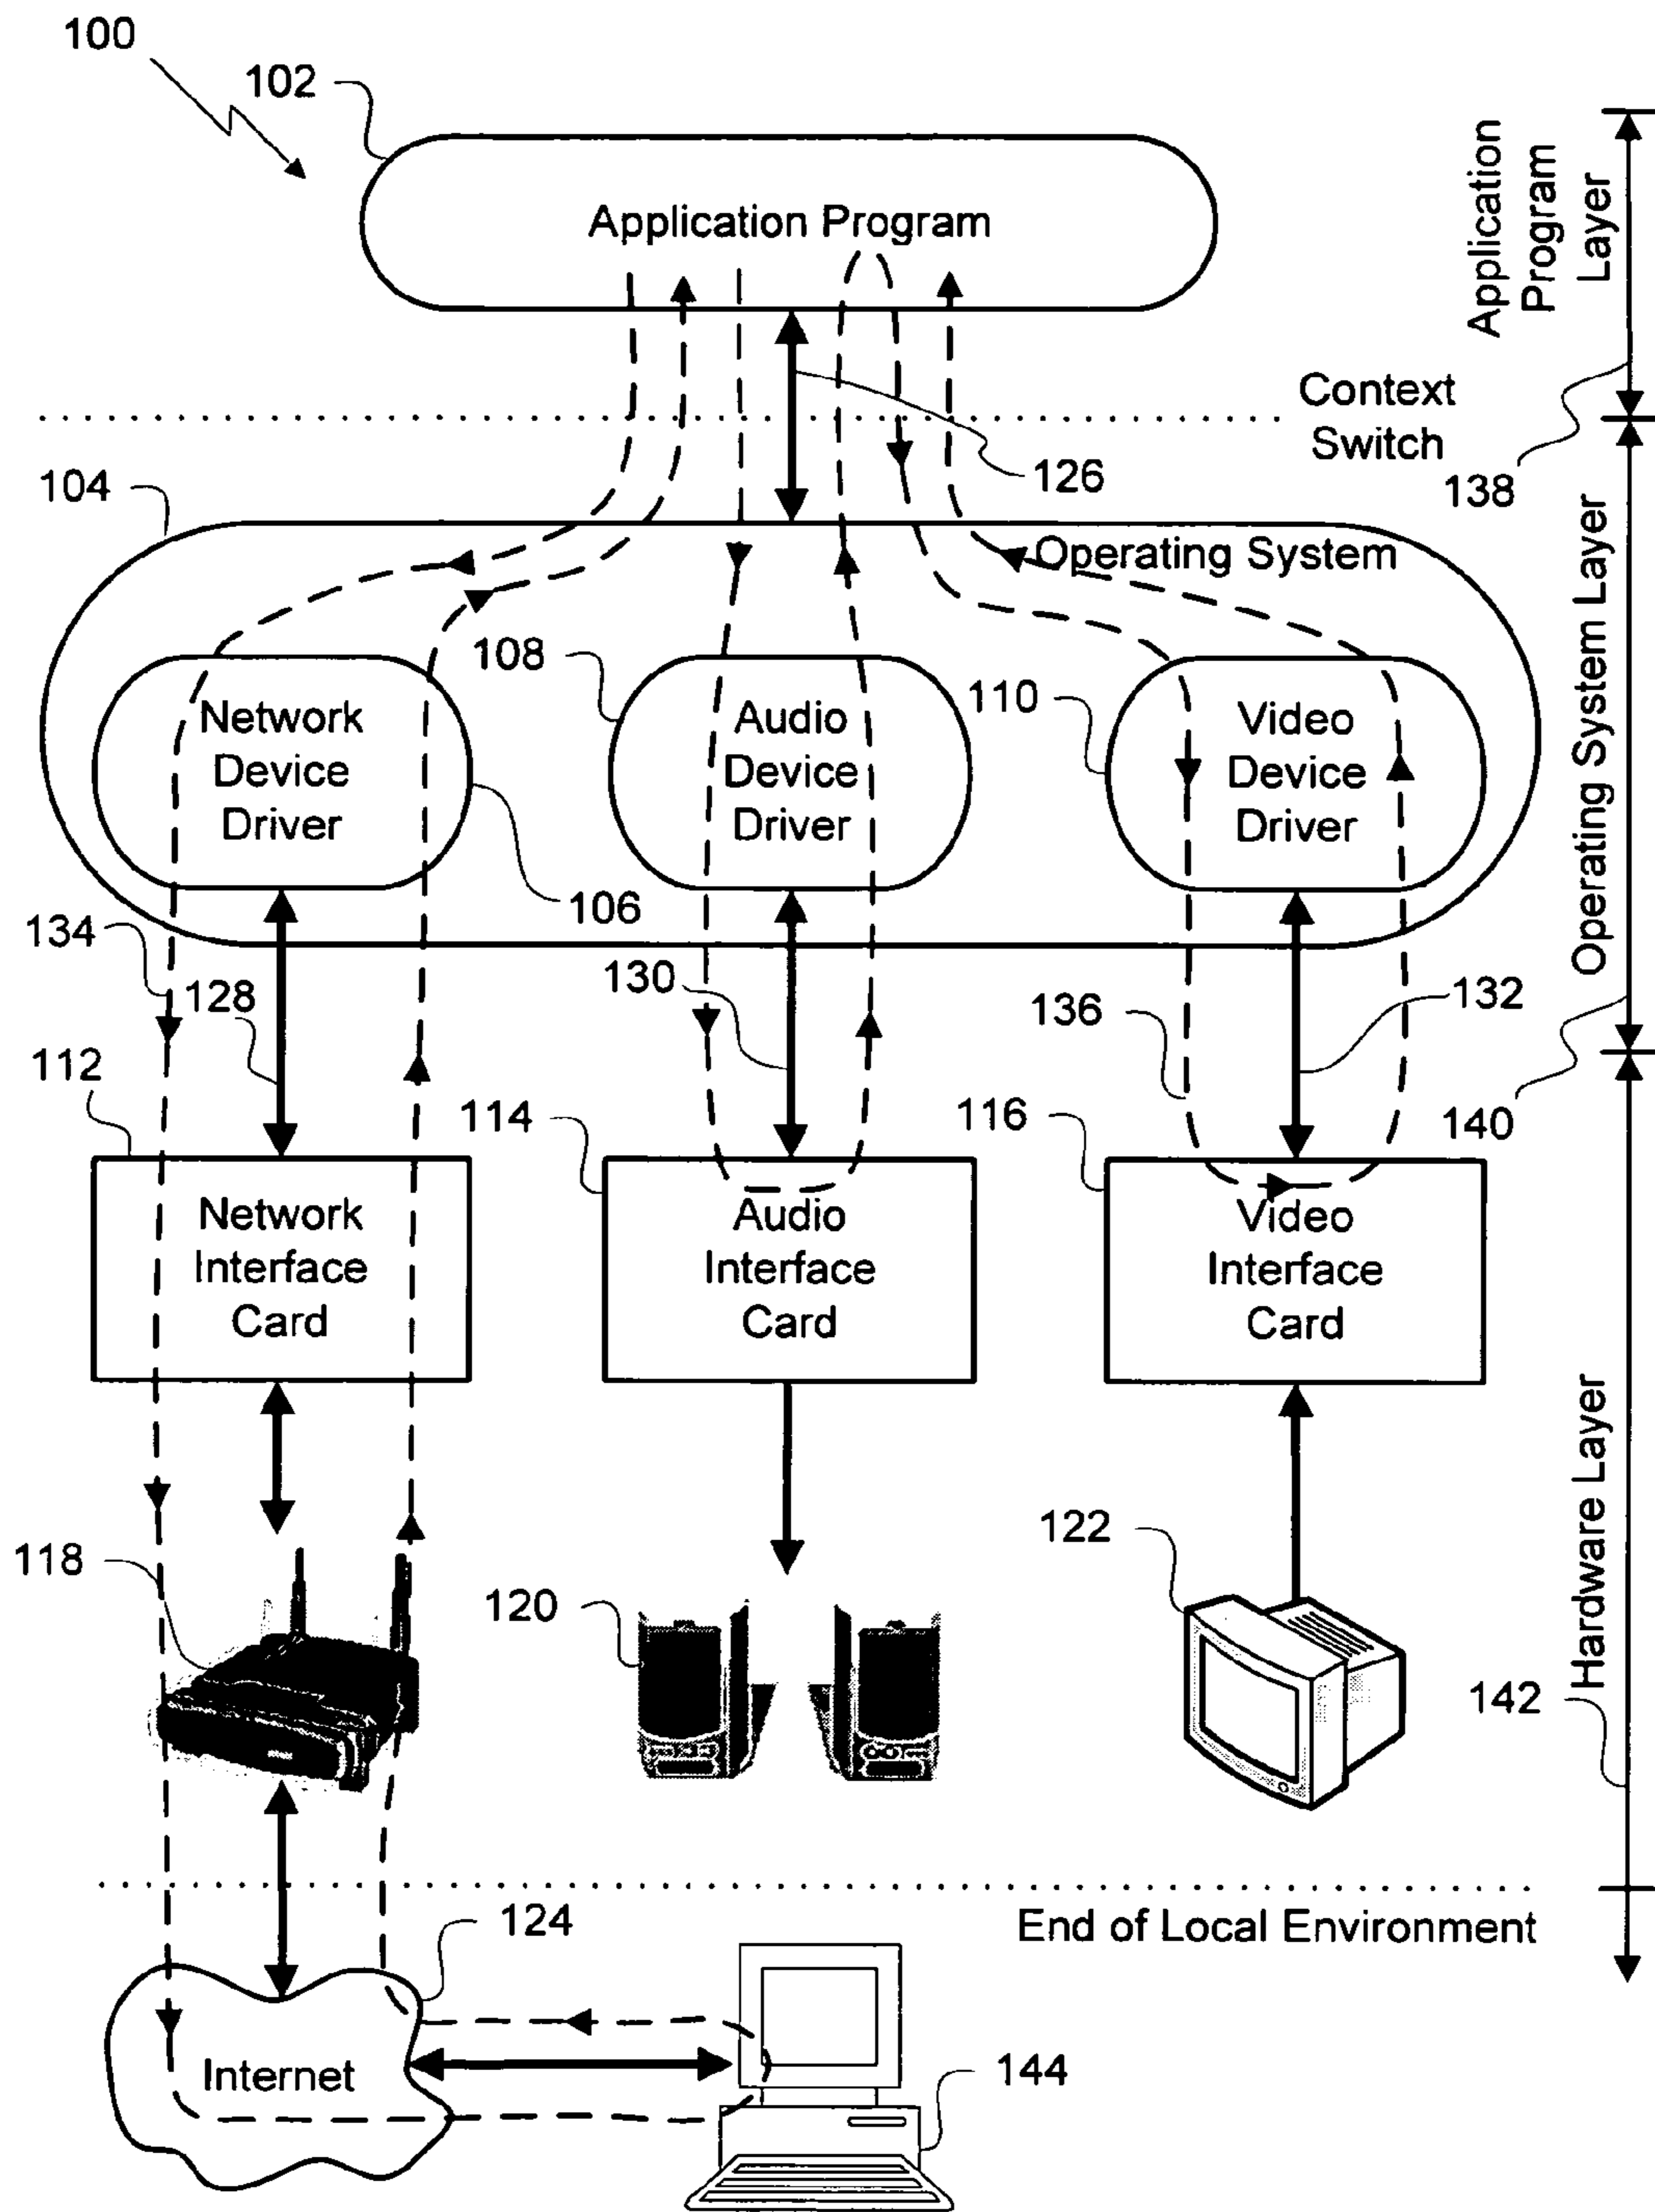 100
102
Application Program
Application
Program
Layer
Context
Switch
138
126
104
Operating System
Operating System Layer
108
110
Network
Device
Driver
Audio
Device
Driver
Video
Device
Driver
106
134
128
130
136
132
112
114
116
140
Network
Interface
Card
Audio
Interface
Card
Video
Interface
Card
Hardware Layer
118
120
122
142
124
End of Local Environment
Internet
144